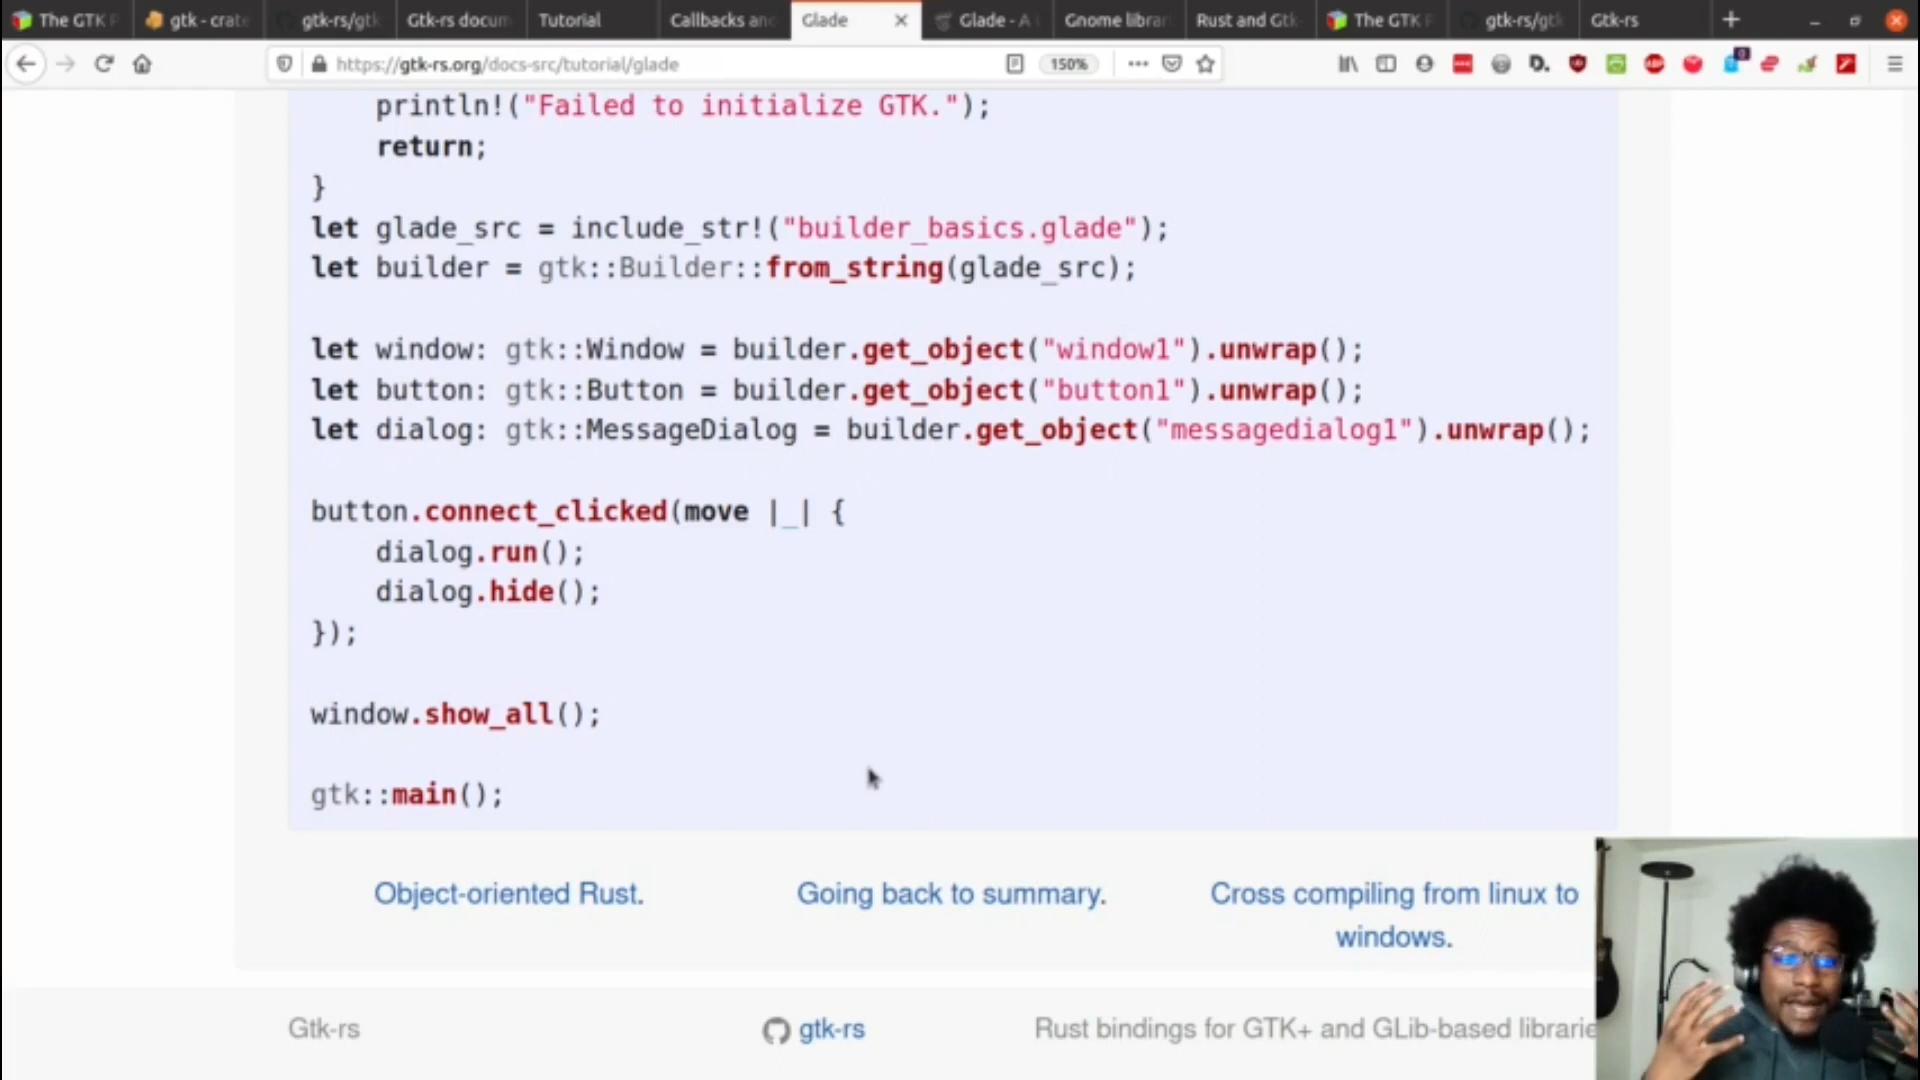 The GTK P
gtk - crate
gtk-rs/gtk
Gtk-rs docum
Tutorial
Callbacks and
Glade
Glade - A
Gnome librar
Rust and Gtk
The GTK P
gtk-rs/gtk
Gtk-rs
https://gtk-rs.org/docs-src/tutorial/glade
150%
println!("Failed to initialize GTK.");
return;
}
let glade_src = include_str!("builder_basics.glade");
let builder = gtk::Builder::from_string(glade_src);
let window: gtk::Window = builder.get_object("window1").unwrap();
let button: gtk::Button = builder.get_object("button1").unwrap();
let dialog: gtk::MessageDialog = builder.get_object("messagedialog1").unwrap();
button.connect_clicked(move |_| {
dialog.run();
dialog.hide();
});
window.show_all();
gtk::main();
Object-oriented Rust.
Going back to summary.
Cross compiling from linux to
windows.
Gtk-rs
gtk-rs
Rust bindings for GTK+ and GLib-based librarie